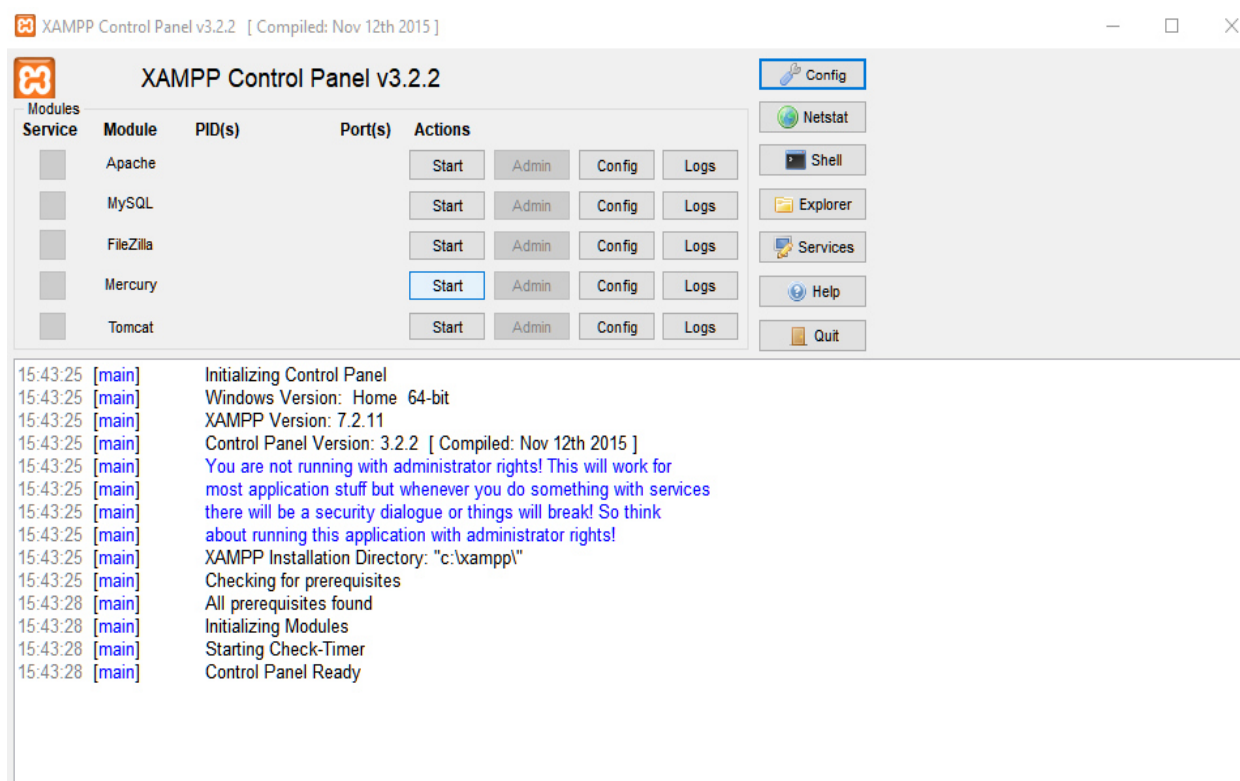 XAMPP Control Panel v3.2.2 [ Compiled: Nov 12th 2015 ]
XAMPP Control Panel v3.2.2
Config
Modules
Service Module PID(s) Port(s) Actions
Netstat
Apache Start Admin Config Logs
Shell
MySQL Start Admin Config Logs
Explorer
FileZilla Start Admin Config Logs
Services
Mercury Start Admin Config Logs
Help
Tomcat Start Admin Config Logs
Quit
15:43:25 [main] Initializing Control Panel
15:43:25 [main] Windows Version: Home 64-bit
15:43:25 [main] XAMPP Version: 7.2.11
15:43:25 [main] Control Panel Version: 3.2.2 [ Compiled: Nov 12th 2015 ]
15:43:25 [main] You are not running with administrator rights! This will work for
15:43:25 [main] most application stuff but whenever you do something with services
15:43:25 [main] there will be a security dialogue or things will break! So think
15:43:25 [main] about running this application with administrator rights!
15:43:25 [main] XAMPP Installation Directory: "c:\xampp\"
15:43:25 [main] Checking for prerequisites
15:43:28 [main] All prerequisites found
15:43:28 [main] Initializing Modules
15:43:28 [main] Starting Check-Timer
15:43:28 [main] Control Panel Ready